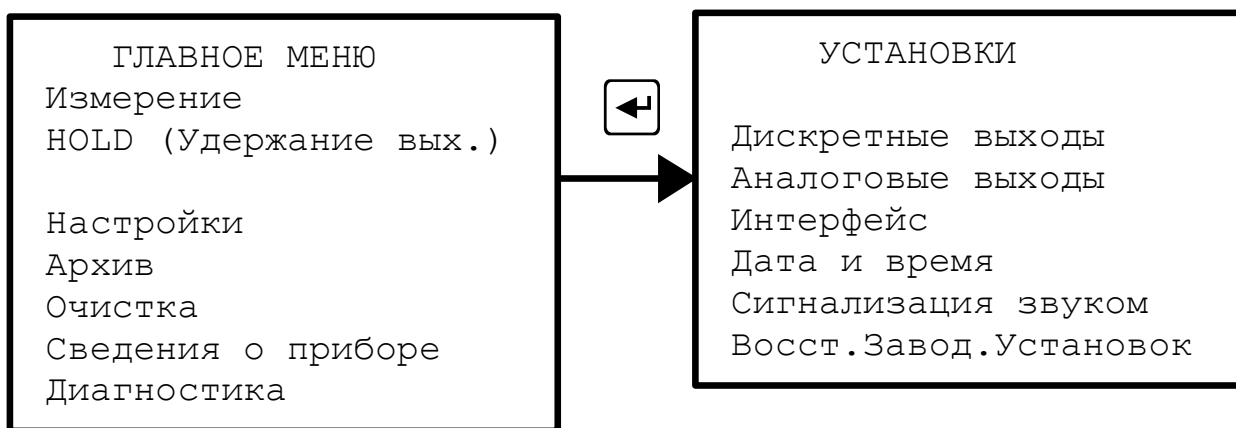 ГЛАВНОЕ МЕНЮ
Измерение
HOLD (Удержание вых.)
Настройки
Архив
Очистка
Сведения о приборе
Диагностика
УСТАНОВКИ
Дискретные выходы
Аналоговые выходы
Интерфейс
Дата и время
Сигнализация звуком
Восст.Завод.Установок